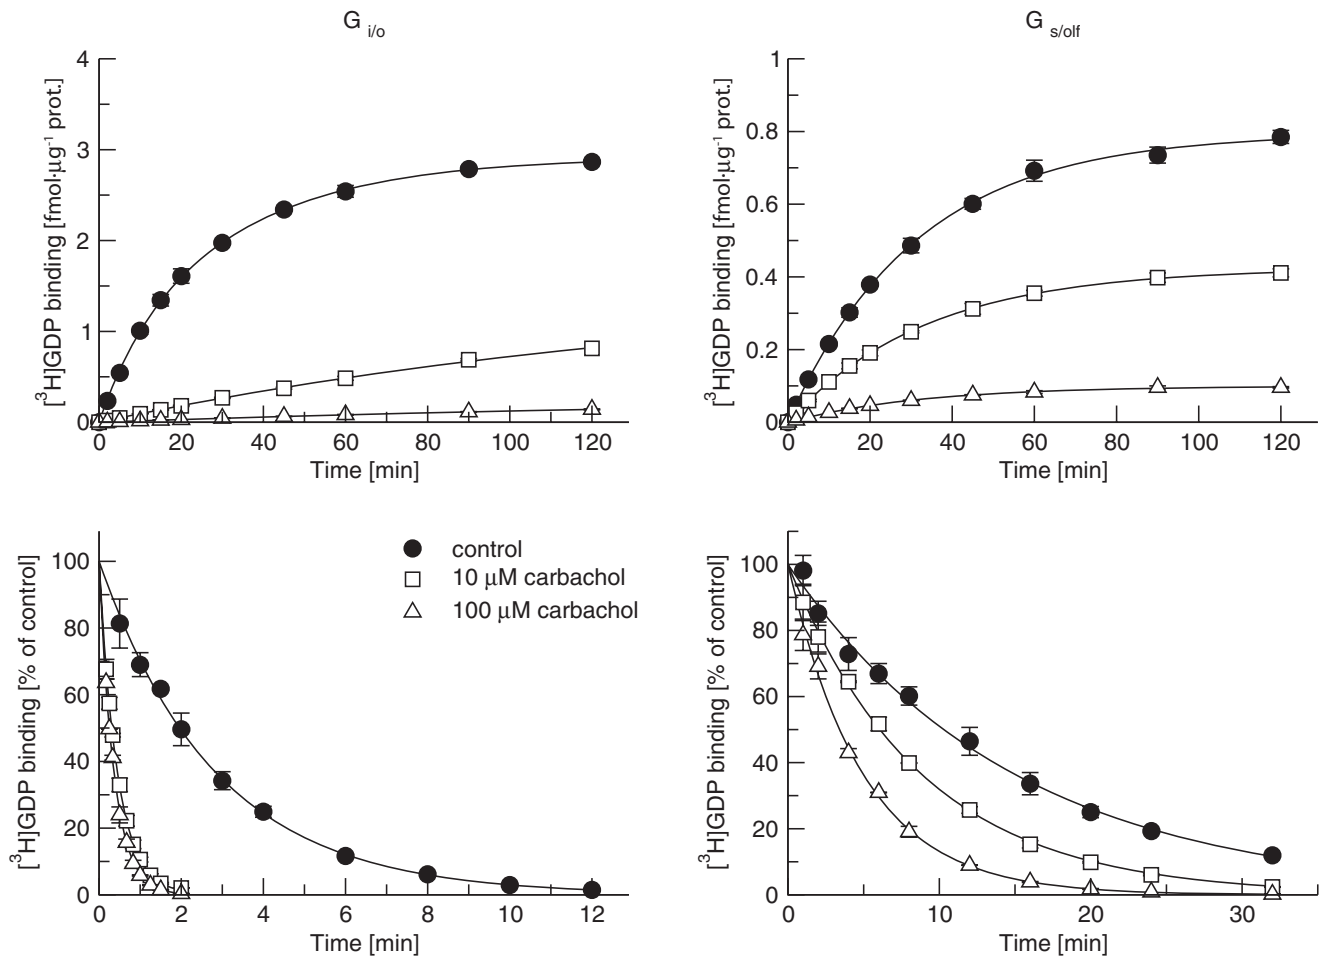 G i/o
G s/olf
[³H]GDP binding [fmol·µg⁻¹ prot.]
4
3
2
1
0
0 20 40 60 80 100 120
Time [min]
[³H]GDP binding [fmol·µg⁻¹ prot.]
1
0.8
0.6
0.4
0.2
0
0 20 40 60 80 100 120
Time [min]
[³H]GDP binding [% of control]
100
80
60
40
20
0
0 2 4 6 8 10 12
Time [min]
control
10 µM carbachol
100 µM carbachol
[³H]GDP binding [% of control]
100
80
60
40
20
0
0 10 20 30
Time [min]